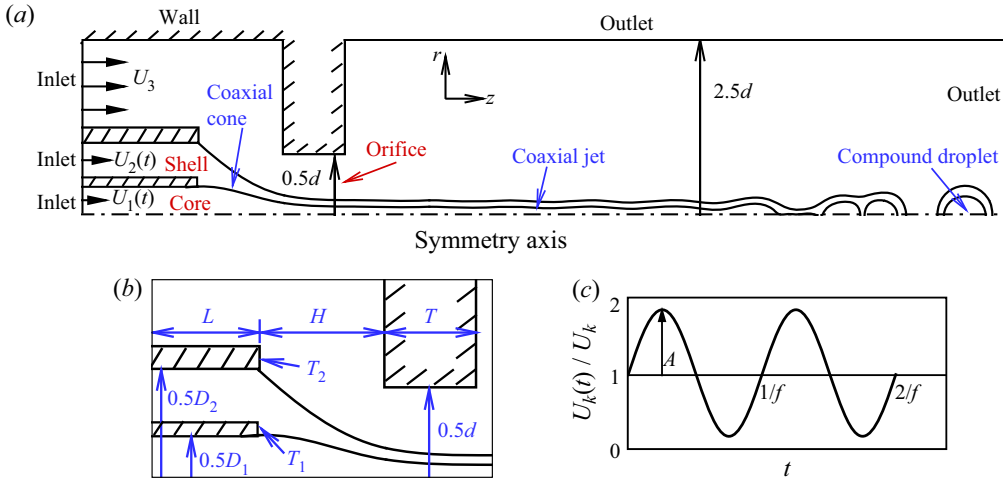 (a)
Wall
Outlet
Inlet
U3
Coaxial
cone
r
z
2.5d
Outlet
Inlet
U2(t)
Shell
0.5d
Orifice
Coaxial jet
Compound droplet
Inlet
U1(t)
Core
Symmetry axis
(b)
L
H
T
T2
0.5D2
0.5D1
T1
0.5d
(c)
Uk(t) / Uk
2
1
0
A
1/f
2/f
t